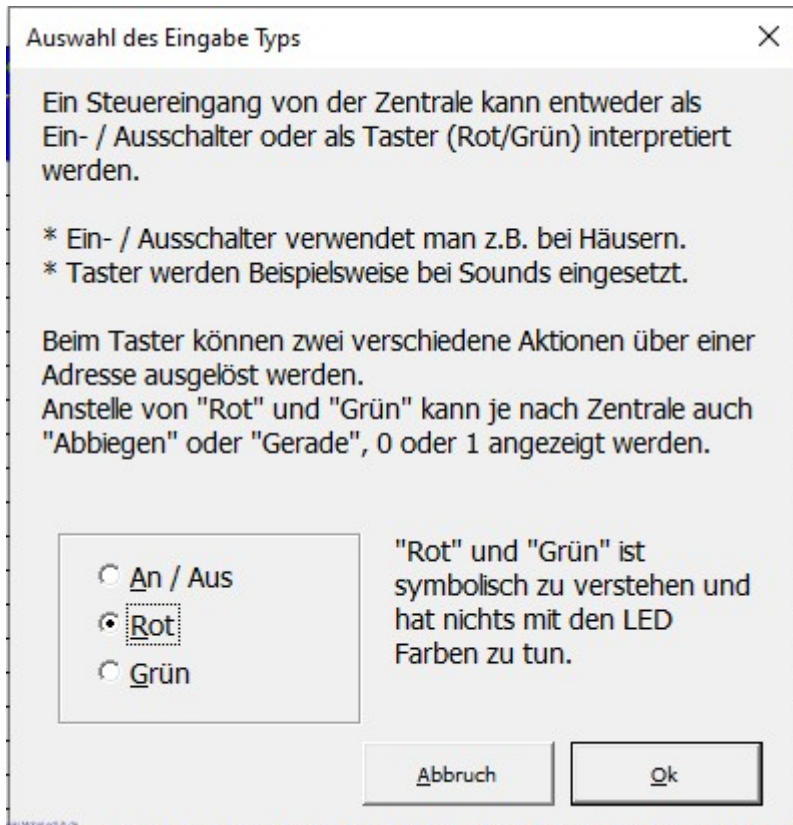 Auswahl des Eingabe Typs
Ein Steuereingang von der Zentrale kann entweder als
Ein- / Ausschalter oder als Taster (Rot/Grün) interpretiert
werden.
* Ein- / Ausschalter verwendet man z.B. bei Häusern.
* Taster werden Beispielsweise bei Sounds eingesetzt.
Beim Taster können zwei verschiedene Aktionen über einer
Adresse ausgelöst werden.
Anstelle von "Rot" und "Grün" kann je nach Zentrale auch
"Abbiegen" oder "Gerade", 0 oder 1 angezeigt werden.
An / Aus
Rot
Grün
"Rot" und "Grün" ist
symbolisch zu verstehen und
hat nichts mit den LED
Farben zu tun.
Abbruch
Ok